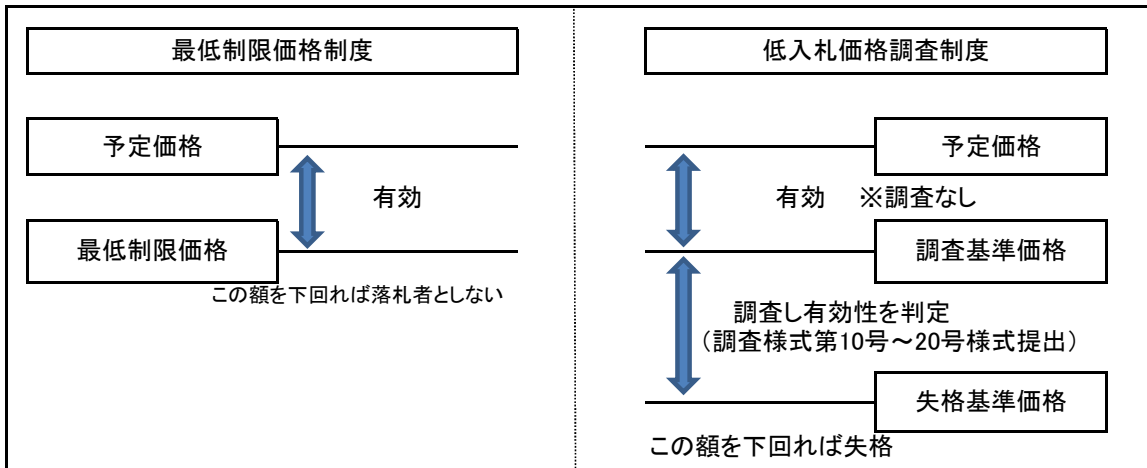 最低制限価格制度
予定価格
有効
最低制限価格
この額を下回れば落札者としない
低入札価格調査制度
予定価格
有効　※調査なし
調査基準価格
調査し有効性を判定
（調査様式第10号～20号様式提出）
失格基準価格
この額を下回れば失格